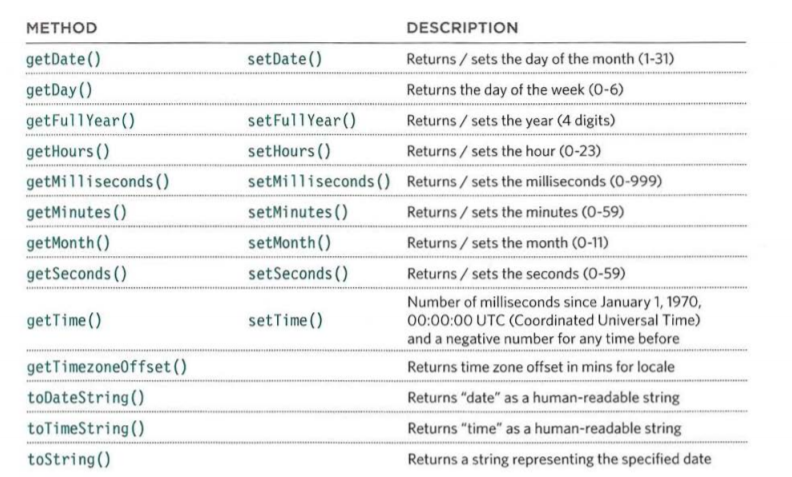 METHOD DESCRIPTION
getDate() setDate() Returns / sets the day of the month (1-31)
getDay() Returns the day of the week (0-6)
getFullYear() setFullYear() Returns / sets the year (4 digits)
getHours() setHours() Returns / sets the hour (0-23)
getMilliseconds() setMilliseconds() Returns / sets the milliseconds (0-999)
getMinutes() setMinutes() Returns / sets the minutes (0-59)
getMonth() setMonth() Returns / sets the month (0-11)
getSeconds() setSeconds() Returns / sets the seconds (0-59)
getTime() setTime() Number of milliseconds since January 1, 1970,
00:00:00 UTC (Coordinated Universal Time)
and a negative number for any time before
getTimezoneOffset() Returns time zone offset in mins for locale
toDateString() Returns "date" as a human-readable string
toTimeString() Returns "time" as a human-readable string
toString() Returns a string representing the specified date